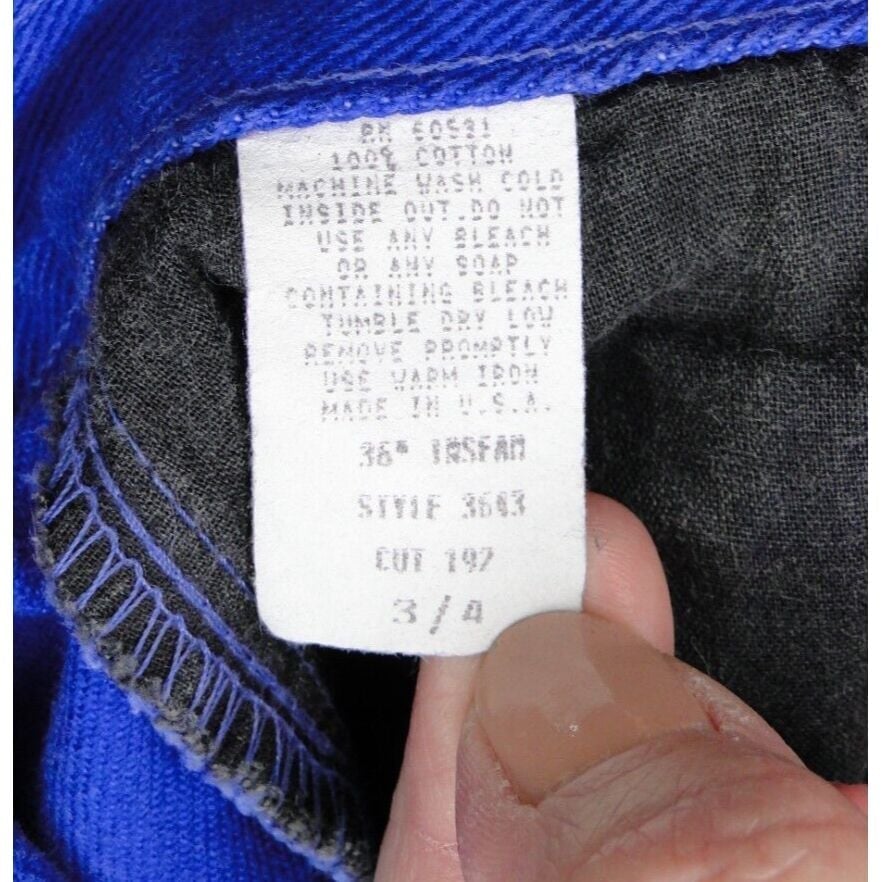 RN 60531
100% COTTON
MACHINE WASH COLD
INSIDE OUT.DO NOT
USE ANY BLEACH
OR ANY SOAP
CONTAINING BLEACH
TUMBLE DRY LOW
REMOVE PROMPTLY
USE WARM IRON
MADE IN U.S.A.
36" INSEAM
STYLE 3643
CUT 197
3/4